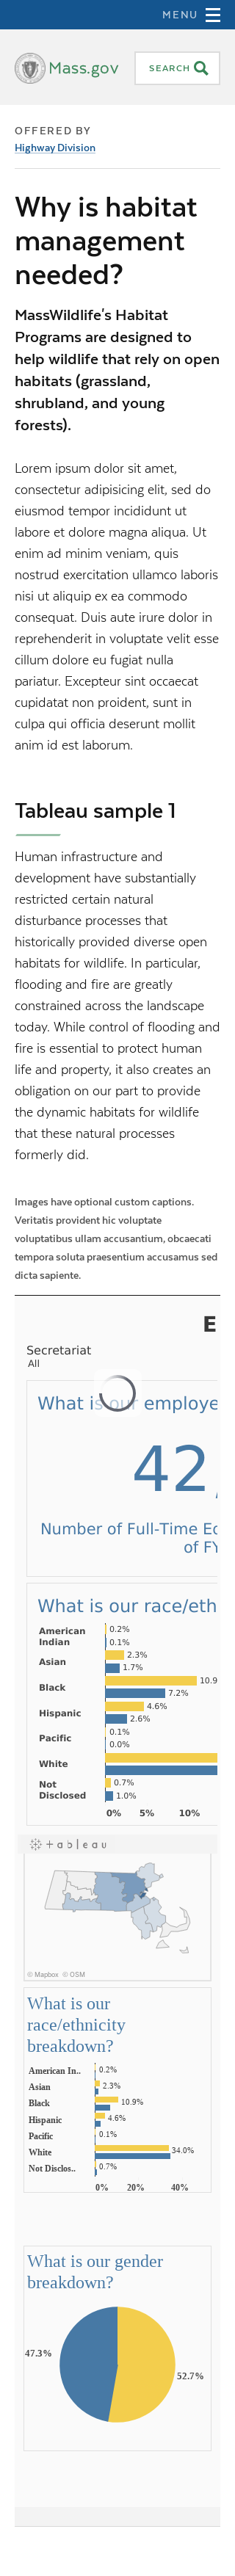 MENU
Mass.gov
SEARCH
OFFERED BY
Highway Division
Why is habitat
management
needed?
MassWildlife's Habitat
Programs are designed to
help wildlife that rely on open
habitats (grassland,
shrubland, and young
forests).
Lorem ipsum dolor sit amet,
consectetur adipisicing elit, sed do
eiusmod tempor incididunt ut
labore et dolore magna aliqua. Ut
enim ad minim veniam, quis
nostrud exercitation ullamco laboris
nisi ut aliquip ex ea commodo
consequat. Duis aute irure dolor in
reprehenderit in voluptate velit esse
cillum dolore eu fugiat nulla
pariatur. Excepteur sint occaecat
cupidatat non proident, sunt in
culpa qui officia deserunt mollit
anim id est laborum.
Tableau sample 1
Human infrastructure and
development have substantially
restricted certain natural
disturbance processes that
historically provided diverse open
habitats for wildlife. In particular,
flooding and fire are greatly
constrained across the landscape
today. While control of flooding and
fire is essential to protect human
life and property, it also creates an
obligation on our part to provide
the dynamic habitats for wildlife
that these natural processes
formerly did.
Images have optional custom captions.
Veritatis provident hic voluptate
voluptatibus ullam accusantium, obcaecati
tempora soluta praesentium accusamus sed
dicta sapiente.
E
Secretariat
All
What is our employe
42,
Number of Full-Time Ec
of FY
What is our race/eth
American
Indian
0.2%
0.1%
Asian
2.3%
1.7%
Black
10.9
7.2%
Hispanic
4.6%
2.6%
Pacific
0.1%
0.0%
White
Not
Disclosed
0.7%
1.0%
0% 5% 10%
+ableau
© Mapbox © OSM
What is our
race/ethnicity
breakdown?
American In.. 0.2%
Asian 2.3%
Black 10.9%
Hispanic 4.6%
Pacific 0.1%
White 34.0%
Not Disclos.. 0.7%
0% 20% 40%
What is our gender
breakdown?
47.3%
52.7%